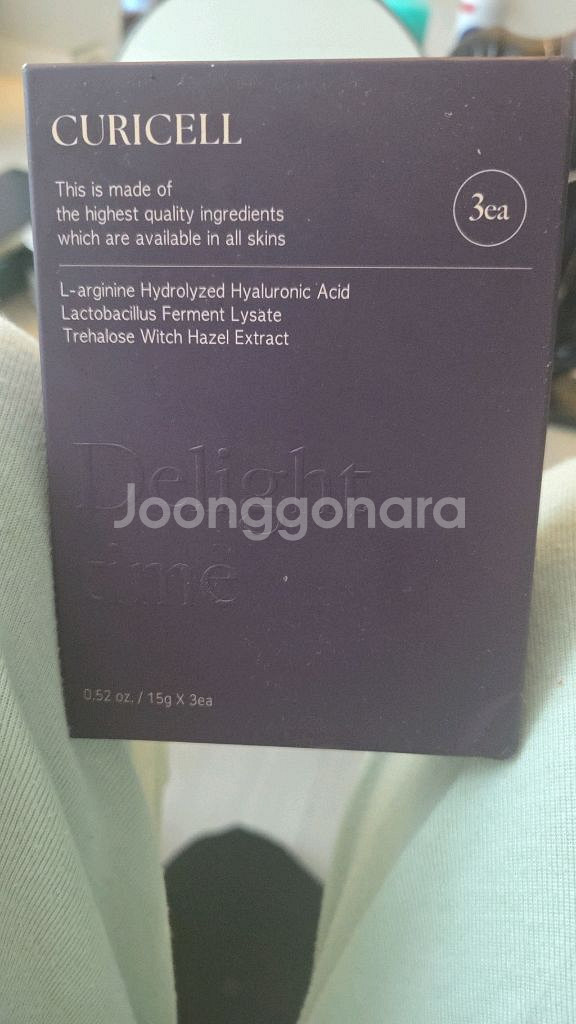 CURICELL
This is made of
the highest quality ingredients
which are available in all skins
3ea
L-arginine Hydrolyzed Hyaluronic Acid
Lactobacillus Ferment Lysate
Trehalose Witch Hazel Extract
Delight
Joonggonara
time
0.52 oz. / 15g X 3ea